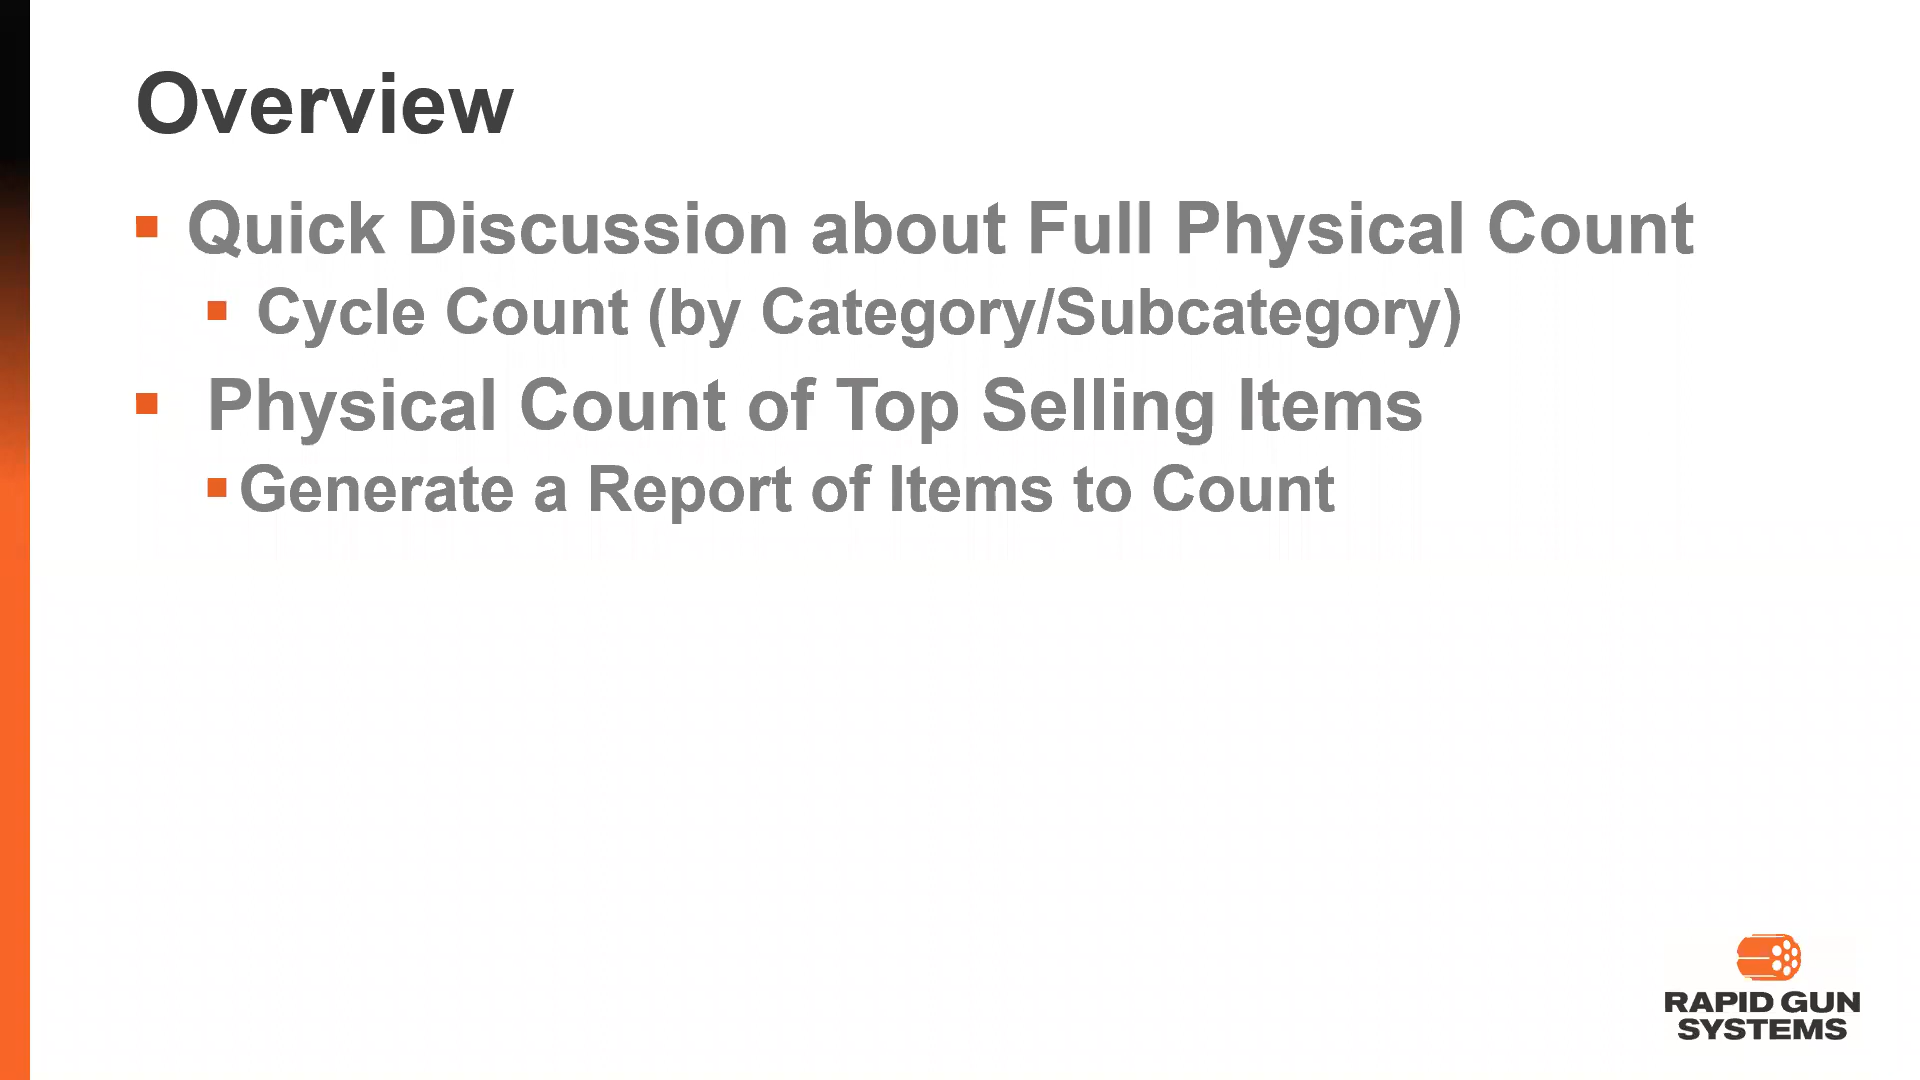 Overview
Quick Discussion about Full Physical Count
Cycle Count (by Category/Subcategory)
Physical Count of Top Selling Items
Generate a Report of Items to Count
RAPID GUN
SYSTEMS